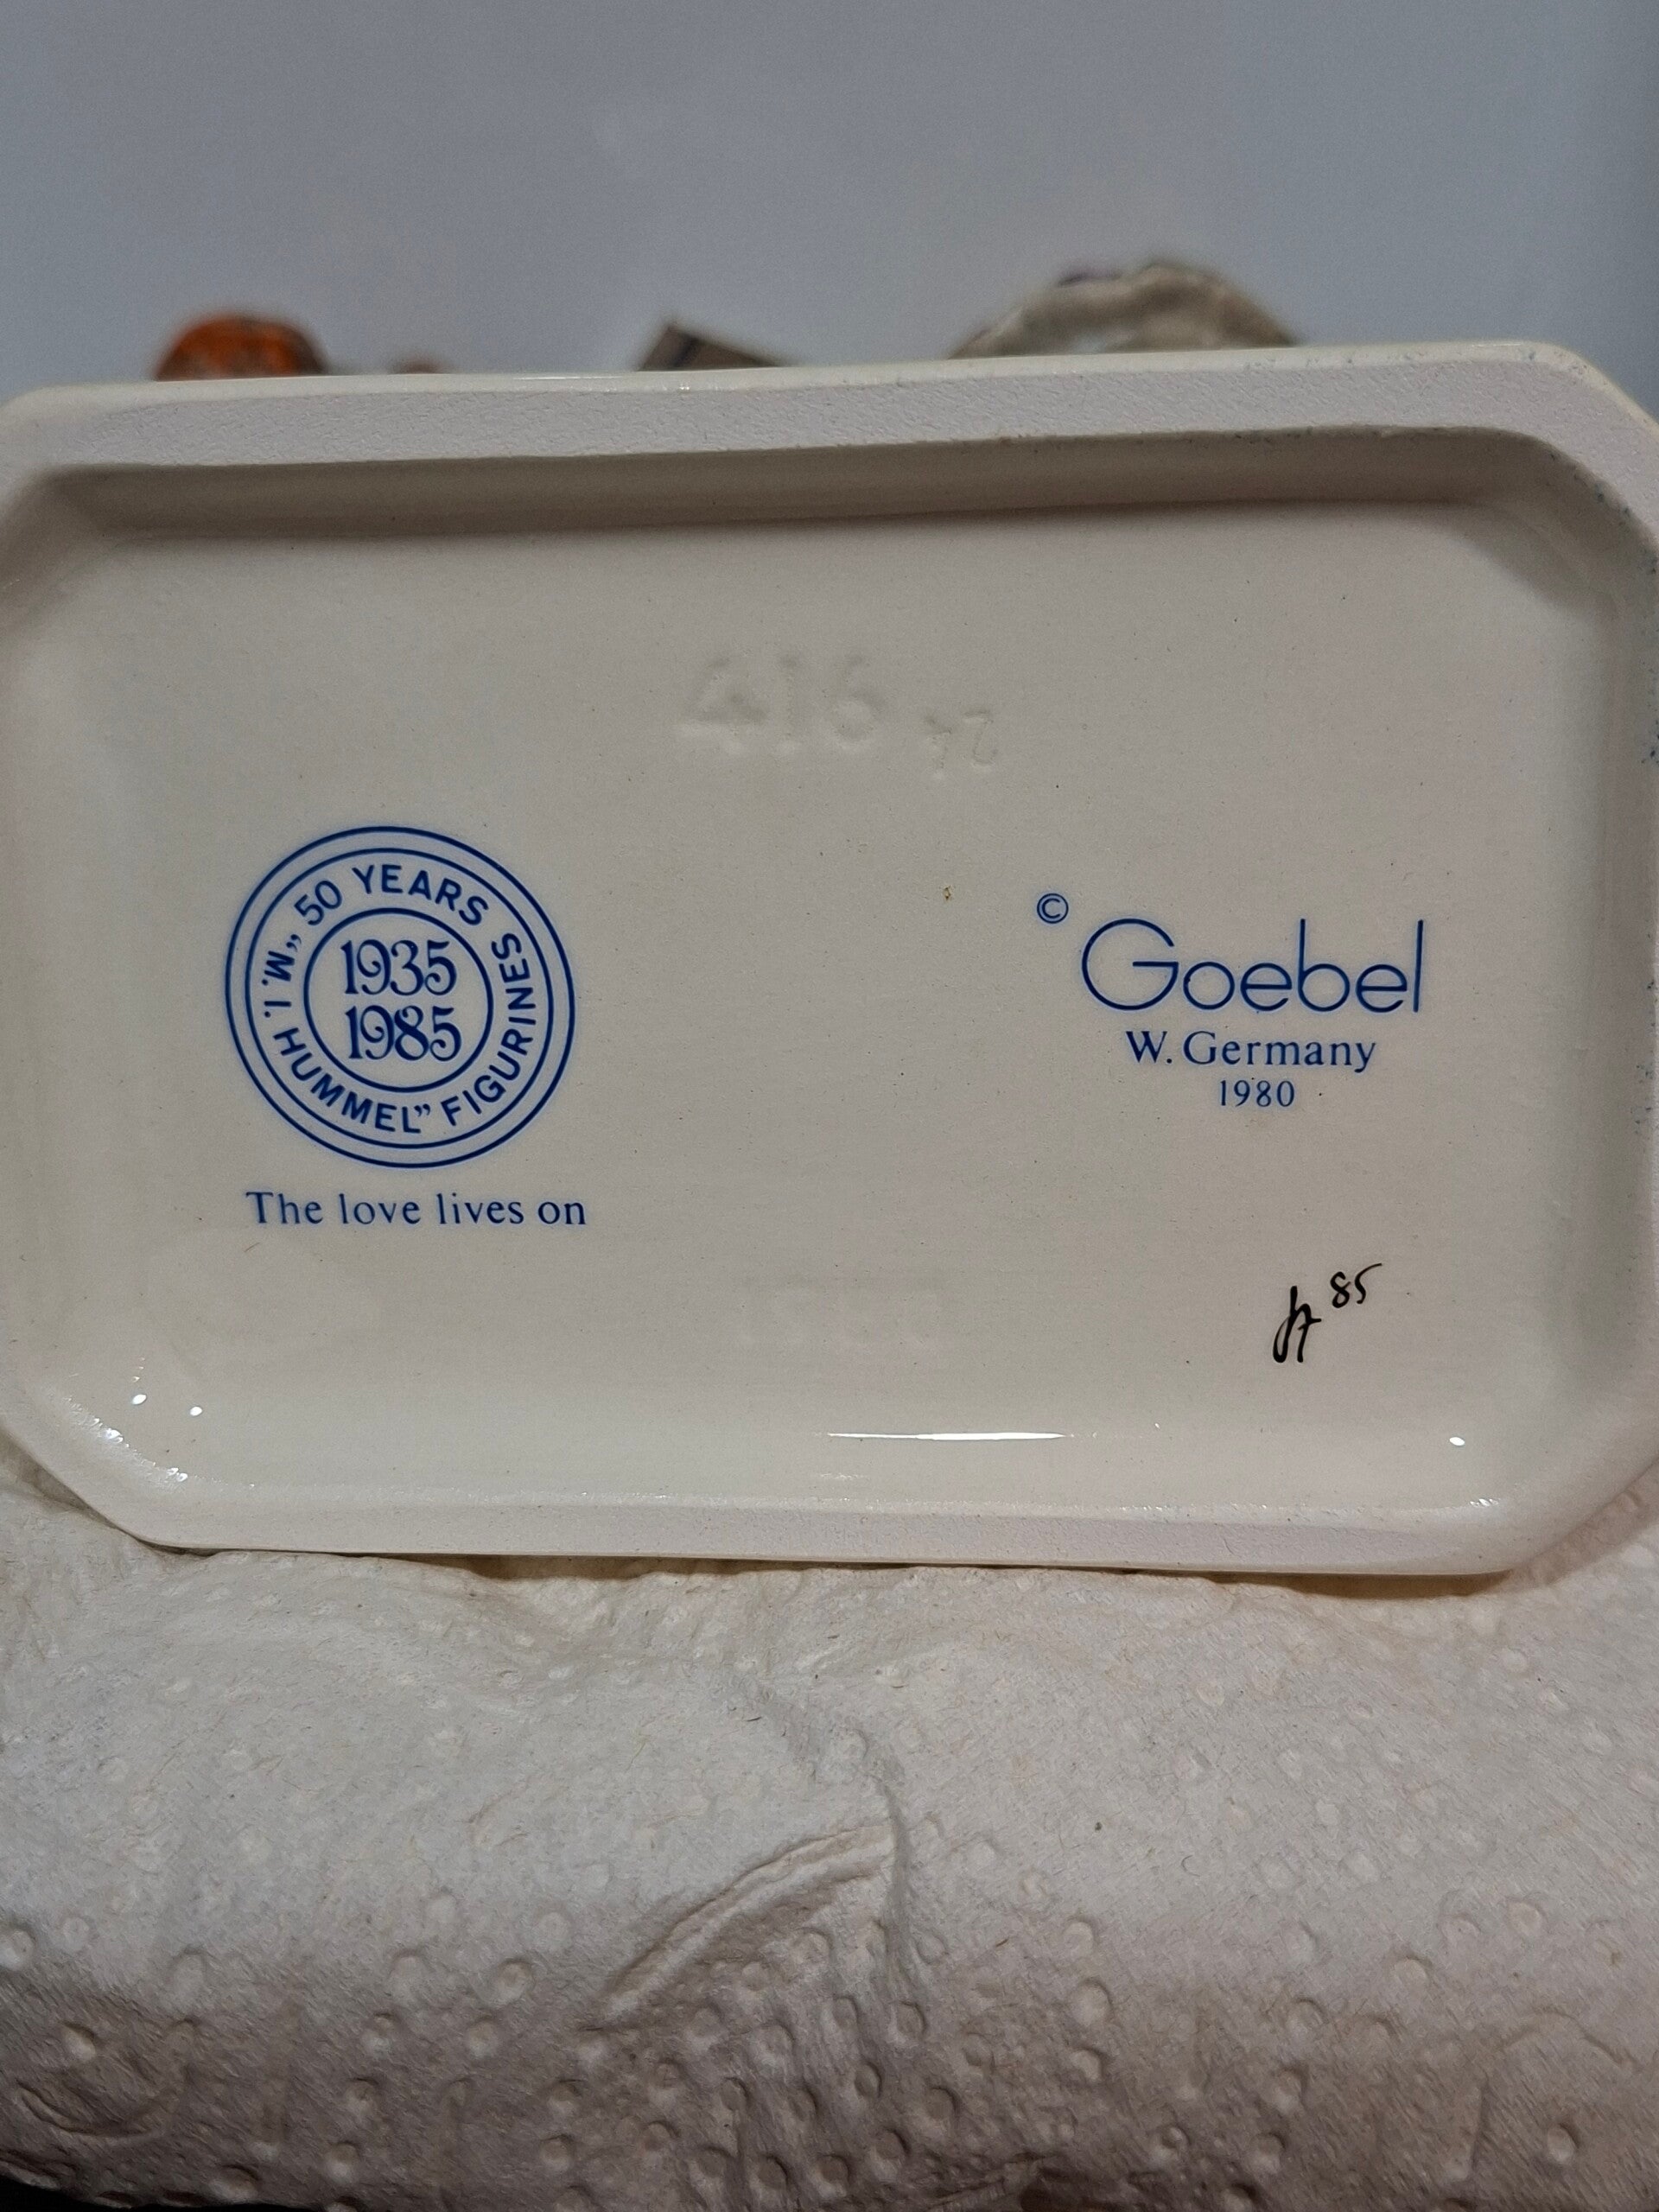 416
"M. I. HUMMEL" FIGURINES
50 YEARS
1935
1985
The love lives on
© Goebel
W. Germany
1980
85